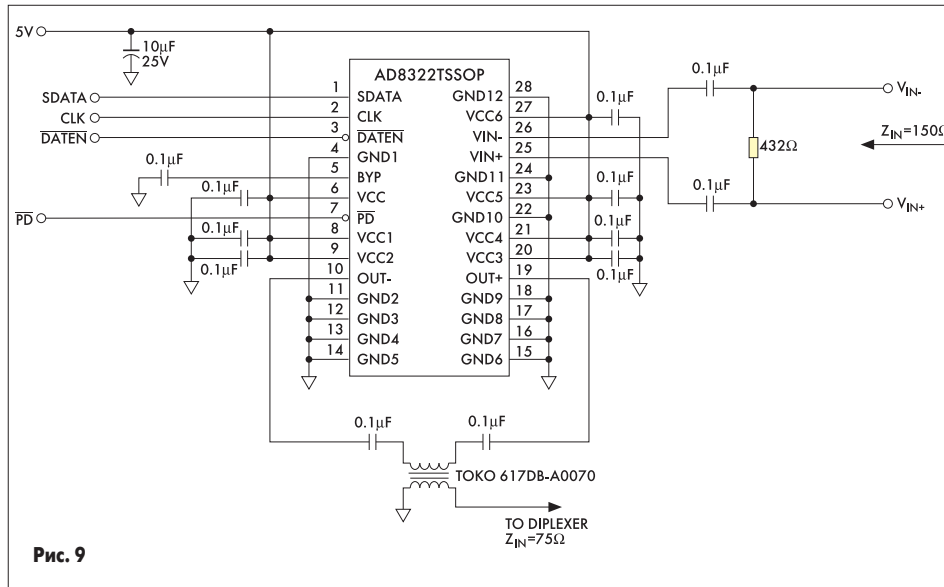 5V
10μF
25V
AD8322TSSOP
SDATA
CLK
DATEN
PD
1 SDATA
2 CLK
3 DATEN
4 GND1
5 BYP
6 VCC
7 PD
8 VCC1
9 VCC2
10 OUT-
11 GND2
12 GND3
13 GND4
14 GND5
GND12 28
VCC6 27
VIN- 26
VIN+ 25
GND11 24
VCC5 23
GND10 22
VCC4 21
VCC3 20
OUT+ 19
GND9 18
GND8 17
GND7 16
GND6 15
0.1μF
0.1μF
0.1μF
0.1μF
0.1μF
0.1μF
0.1μF
0.1μF
0.1μF
0.1μF
VIN-
ZIN=150Ω
432Ω
VIN+
0.1μF
0.1μF
TOKO 617DB-A0070
TO DIPLEXER
ZIN=75Ω
Рис. 9